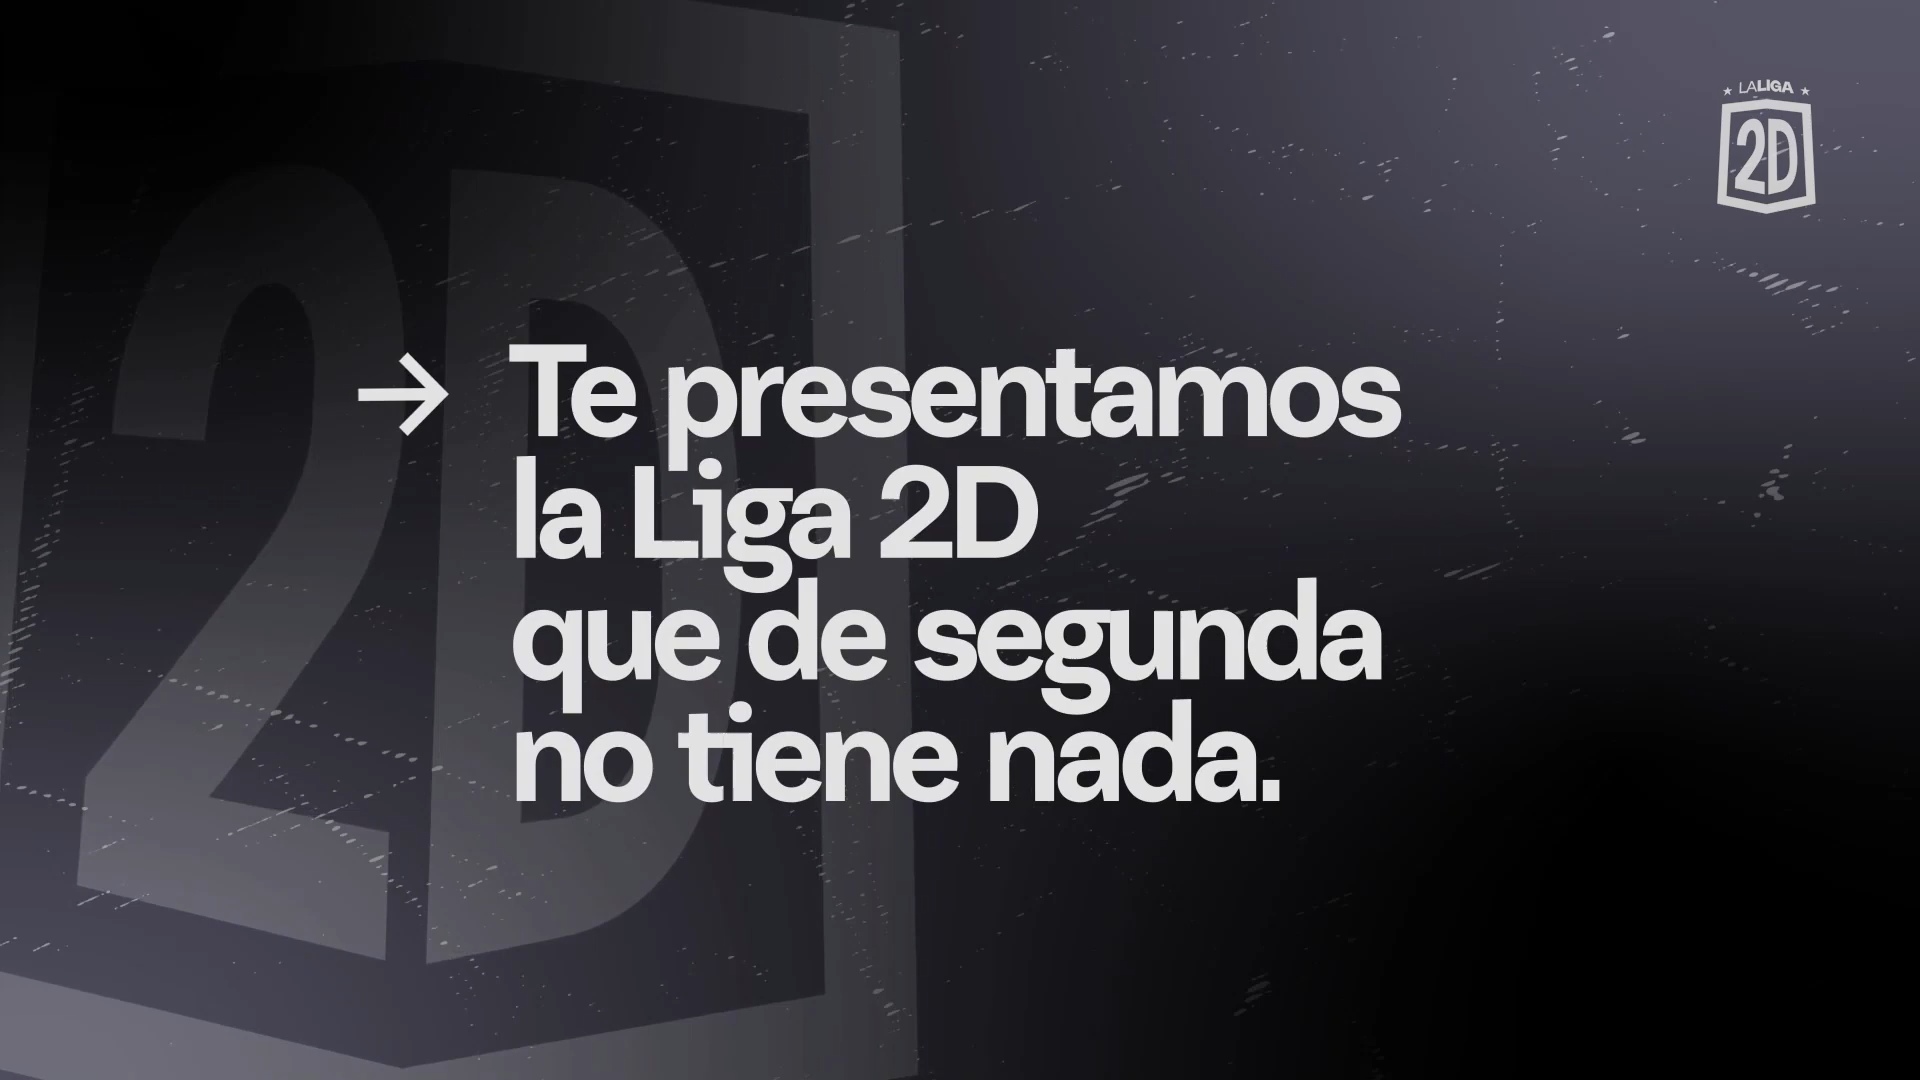 LALIGA
2D
→ Te presentamos
la Liga 2D
que de segunda
no tiene nada.
2D